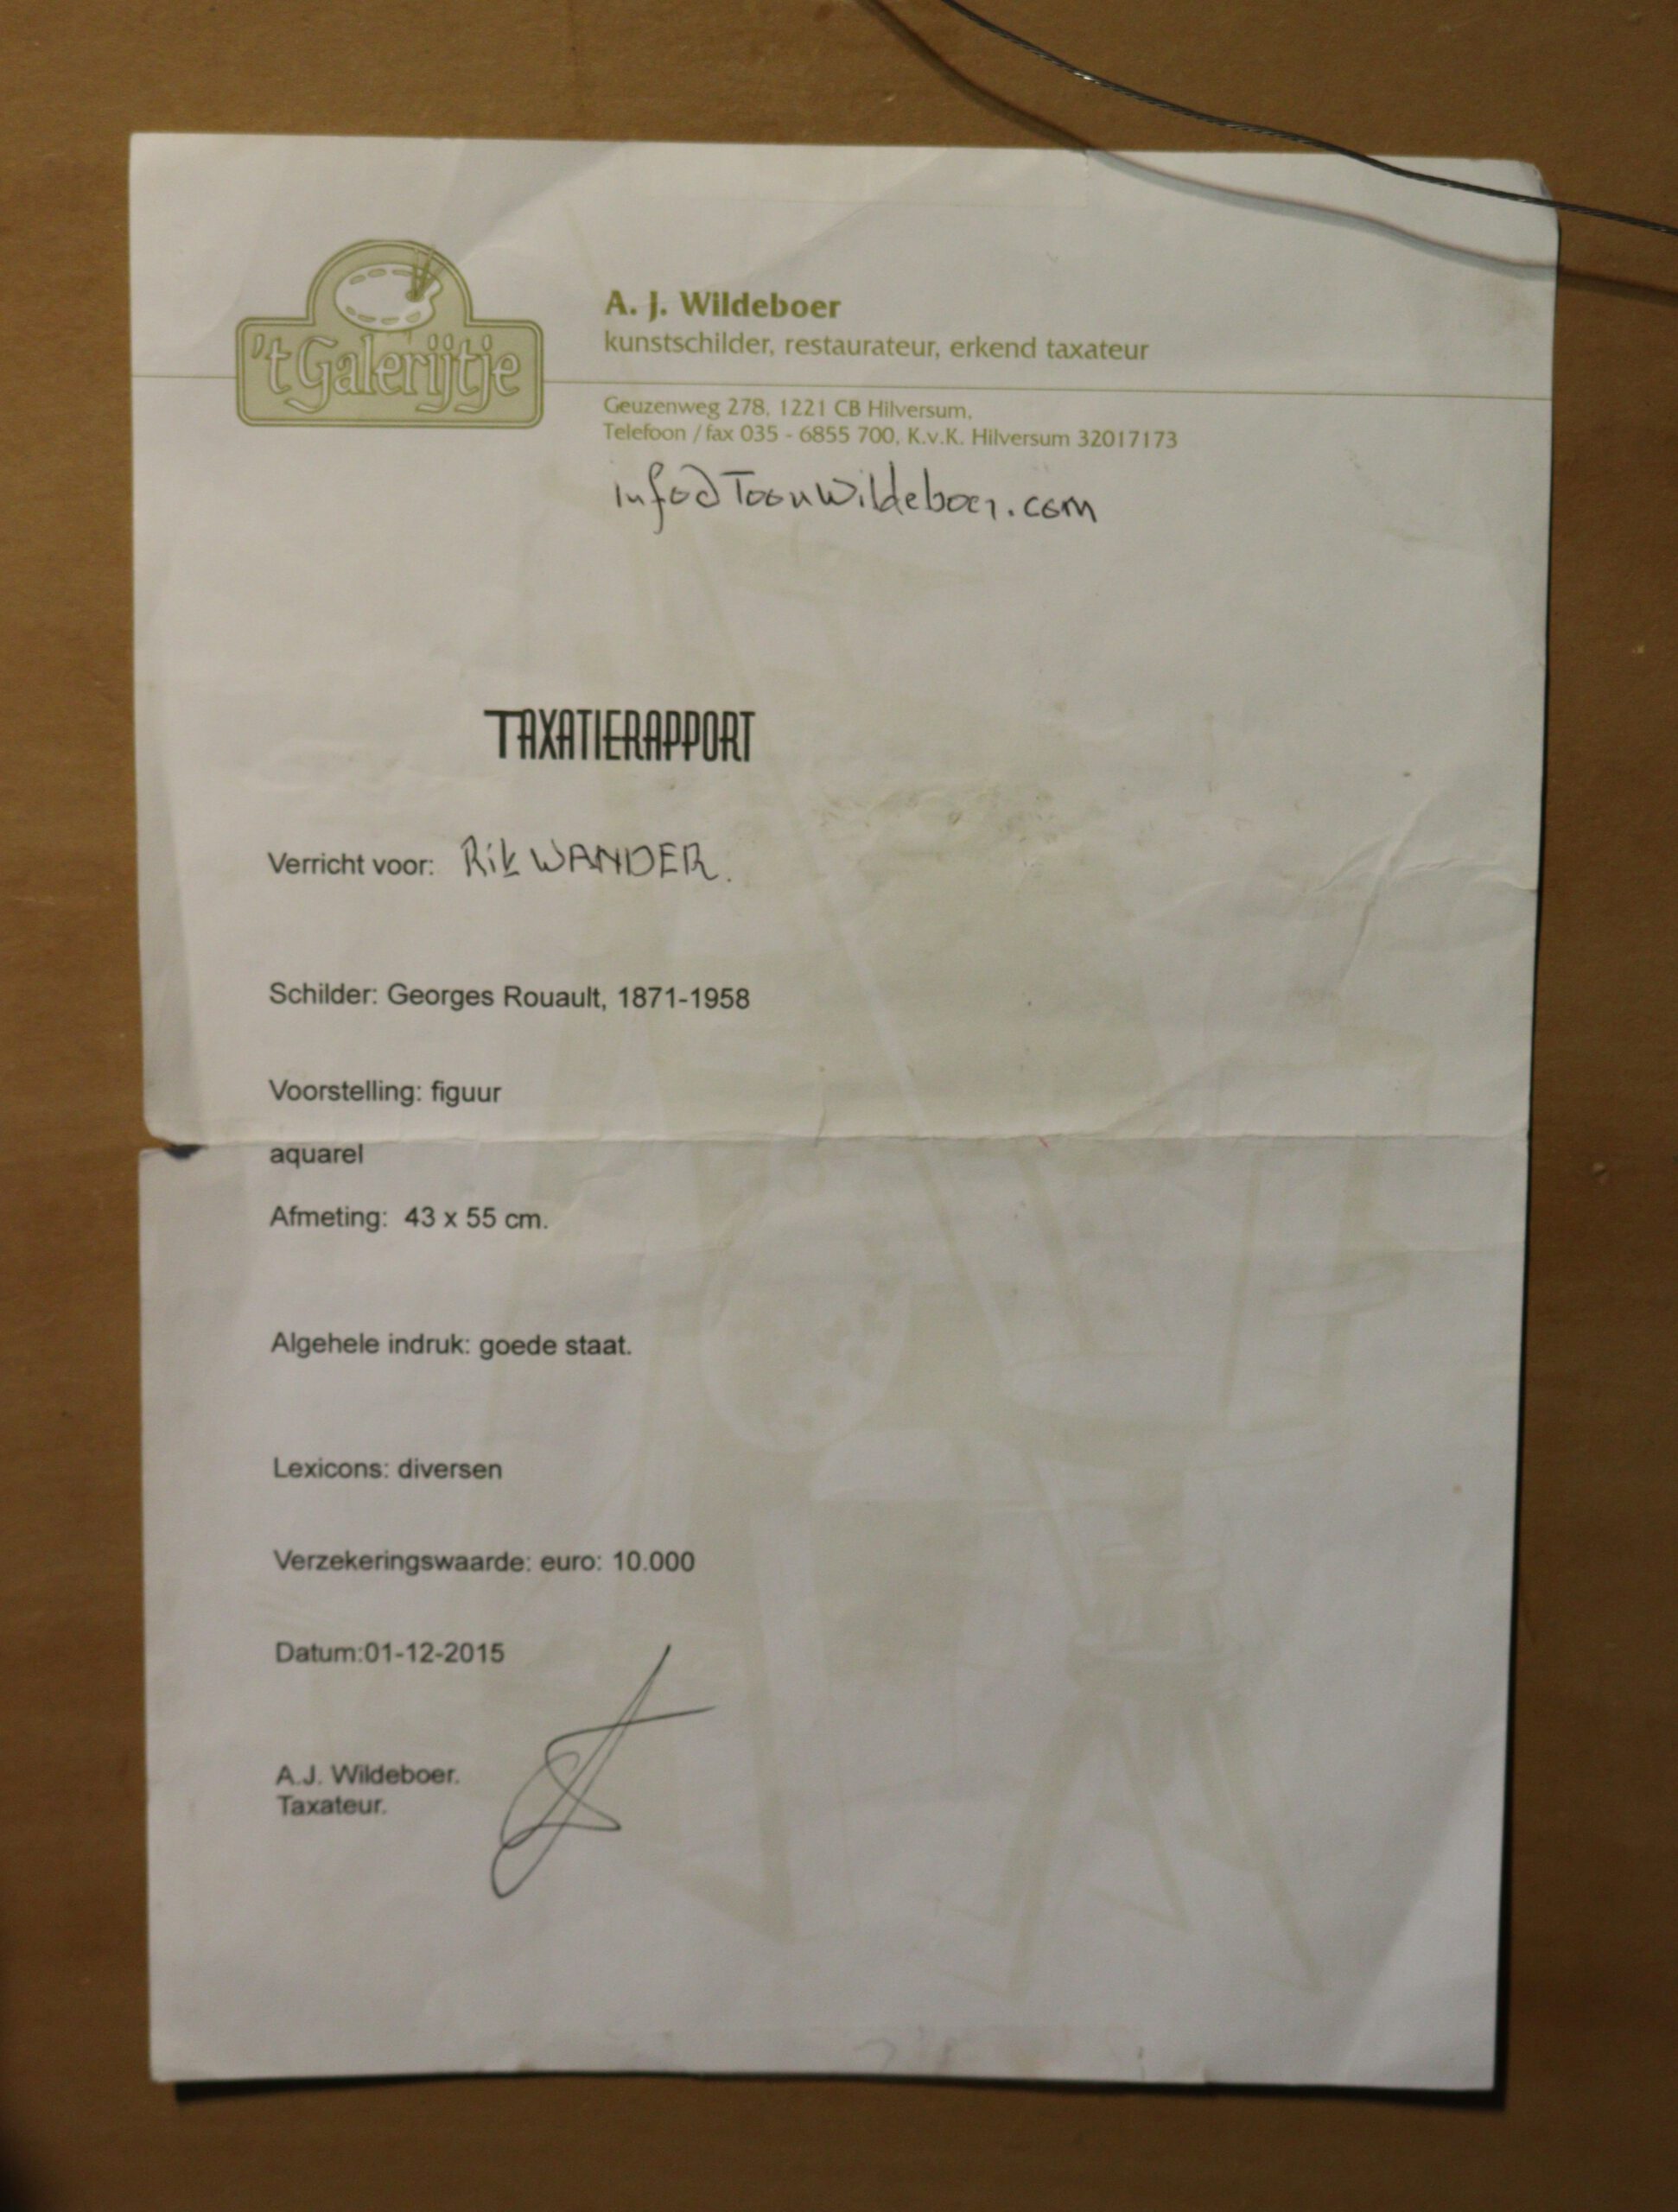 't Galerijtje
A. J. Wildeboer
kunstschilder, restaurateur, erkend taxateur
Geuzenweg 278, 1221 CB Hilversum.
Telefoon / fax 035 - 6855 700, K.v.K. Hilversum 32017173
info@ToonWildeboer.com
TAXATIERAPPORT
Verricht voor: Rik WANDER.
Schilder: Georges Rouault, 1871-1958
Voorstelling: figuur
aquarel
Afmeting: 43 x 55 cm.
Algehele indruk: goede staat.
Lexicons: diversen
Verzekeringswaarde: euro: 10.000
Datum:01-12-2015
A.J. Wildeboer.
Taxateur.